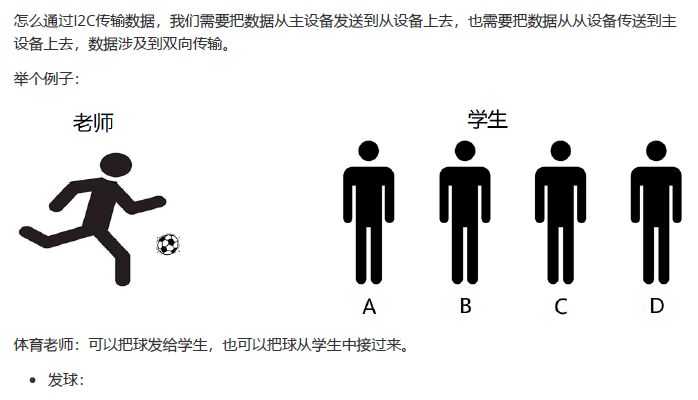 怎么通过I2C传输数据，我们需要把数据从主设备发送到从设备上去，也需要把数据从从设备传送到主
设备上去，数据涉及到双向传输。
举个例子：
老师
学生
A B C D
体育老师：可以把球发给学生，也可以把球从学生中接过来。
• 发球：